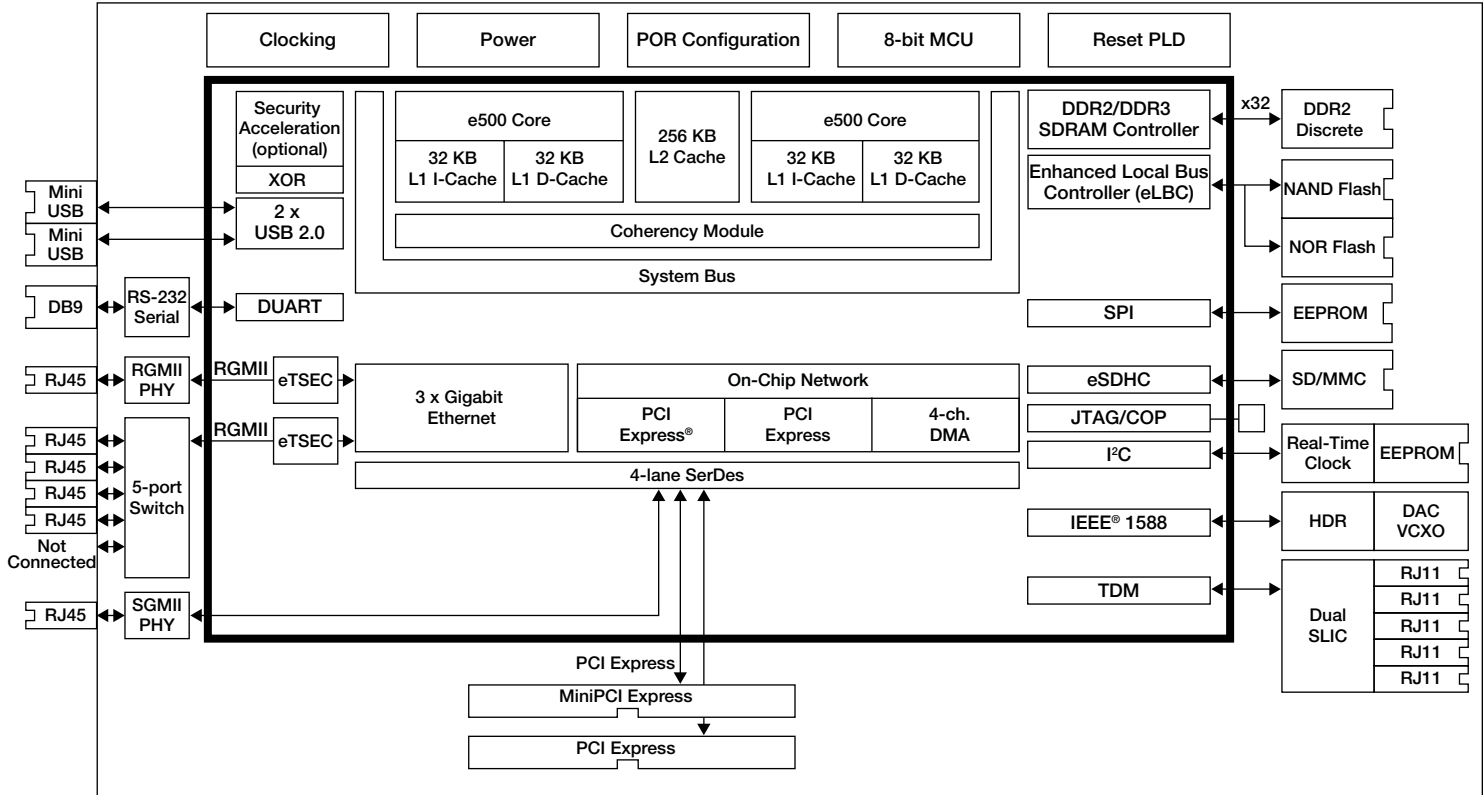 Clocking
Power
POR Configuration
8-bit MCU
Reset PLD
Security
Acceleration
(optional)
XOR
2 x
USB 2.0
e500 Core
32 KB
L1 I-Cache
32 KB
L1 D-Cache
256 KB
L2 Cache
e500 Core
32 KB
L1 I-Cache
32 KB
L1 D-Cache
Coherency Module
System Bus
DDR2/DDR3
SDRAM Controller
x32
DDR2
Discrete
Enhanced Local Bus
Controller (eLBC)
NAND Flash
NOR Flash
Mini
USB
Mini
USB
DB9
RS-232
Serial
DUART
SPI
EEPROM
RJ45
RGMII
PHY
RGMII
eTSEC
3 x Gigabit
Ethernet
On-Chip Network
PCI
Express®
PCI
Express
4-ch.
DMA
eSDHC
SD/MMC
JTAG/COP
RJ45
RJ45
RJ45
RJ45
Not
Connected
5-port
Switch
RGMII
eTSEC
4-lane SerDes
I²C
Real-Time
Clock
EEPROM
IEEE® 1588
HDR
DAC
VCXO
TDM
Dual
SLIC
RJ11
RJ11
RJ11
RJ11
RJ11
RJ45
SGMII
PHY
PCI Express
MiniPCI Express
PCI Express